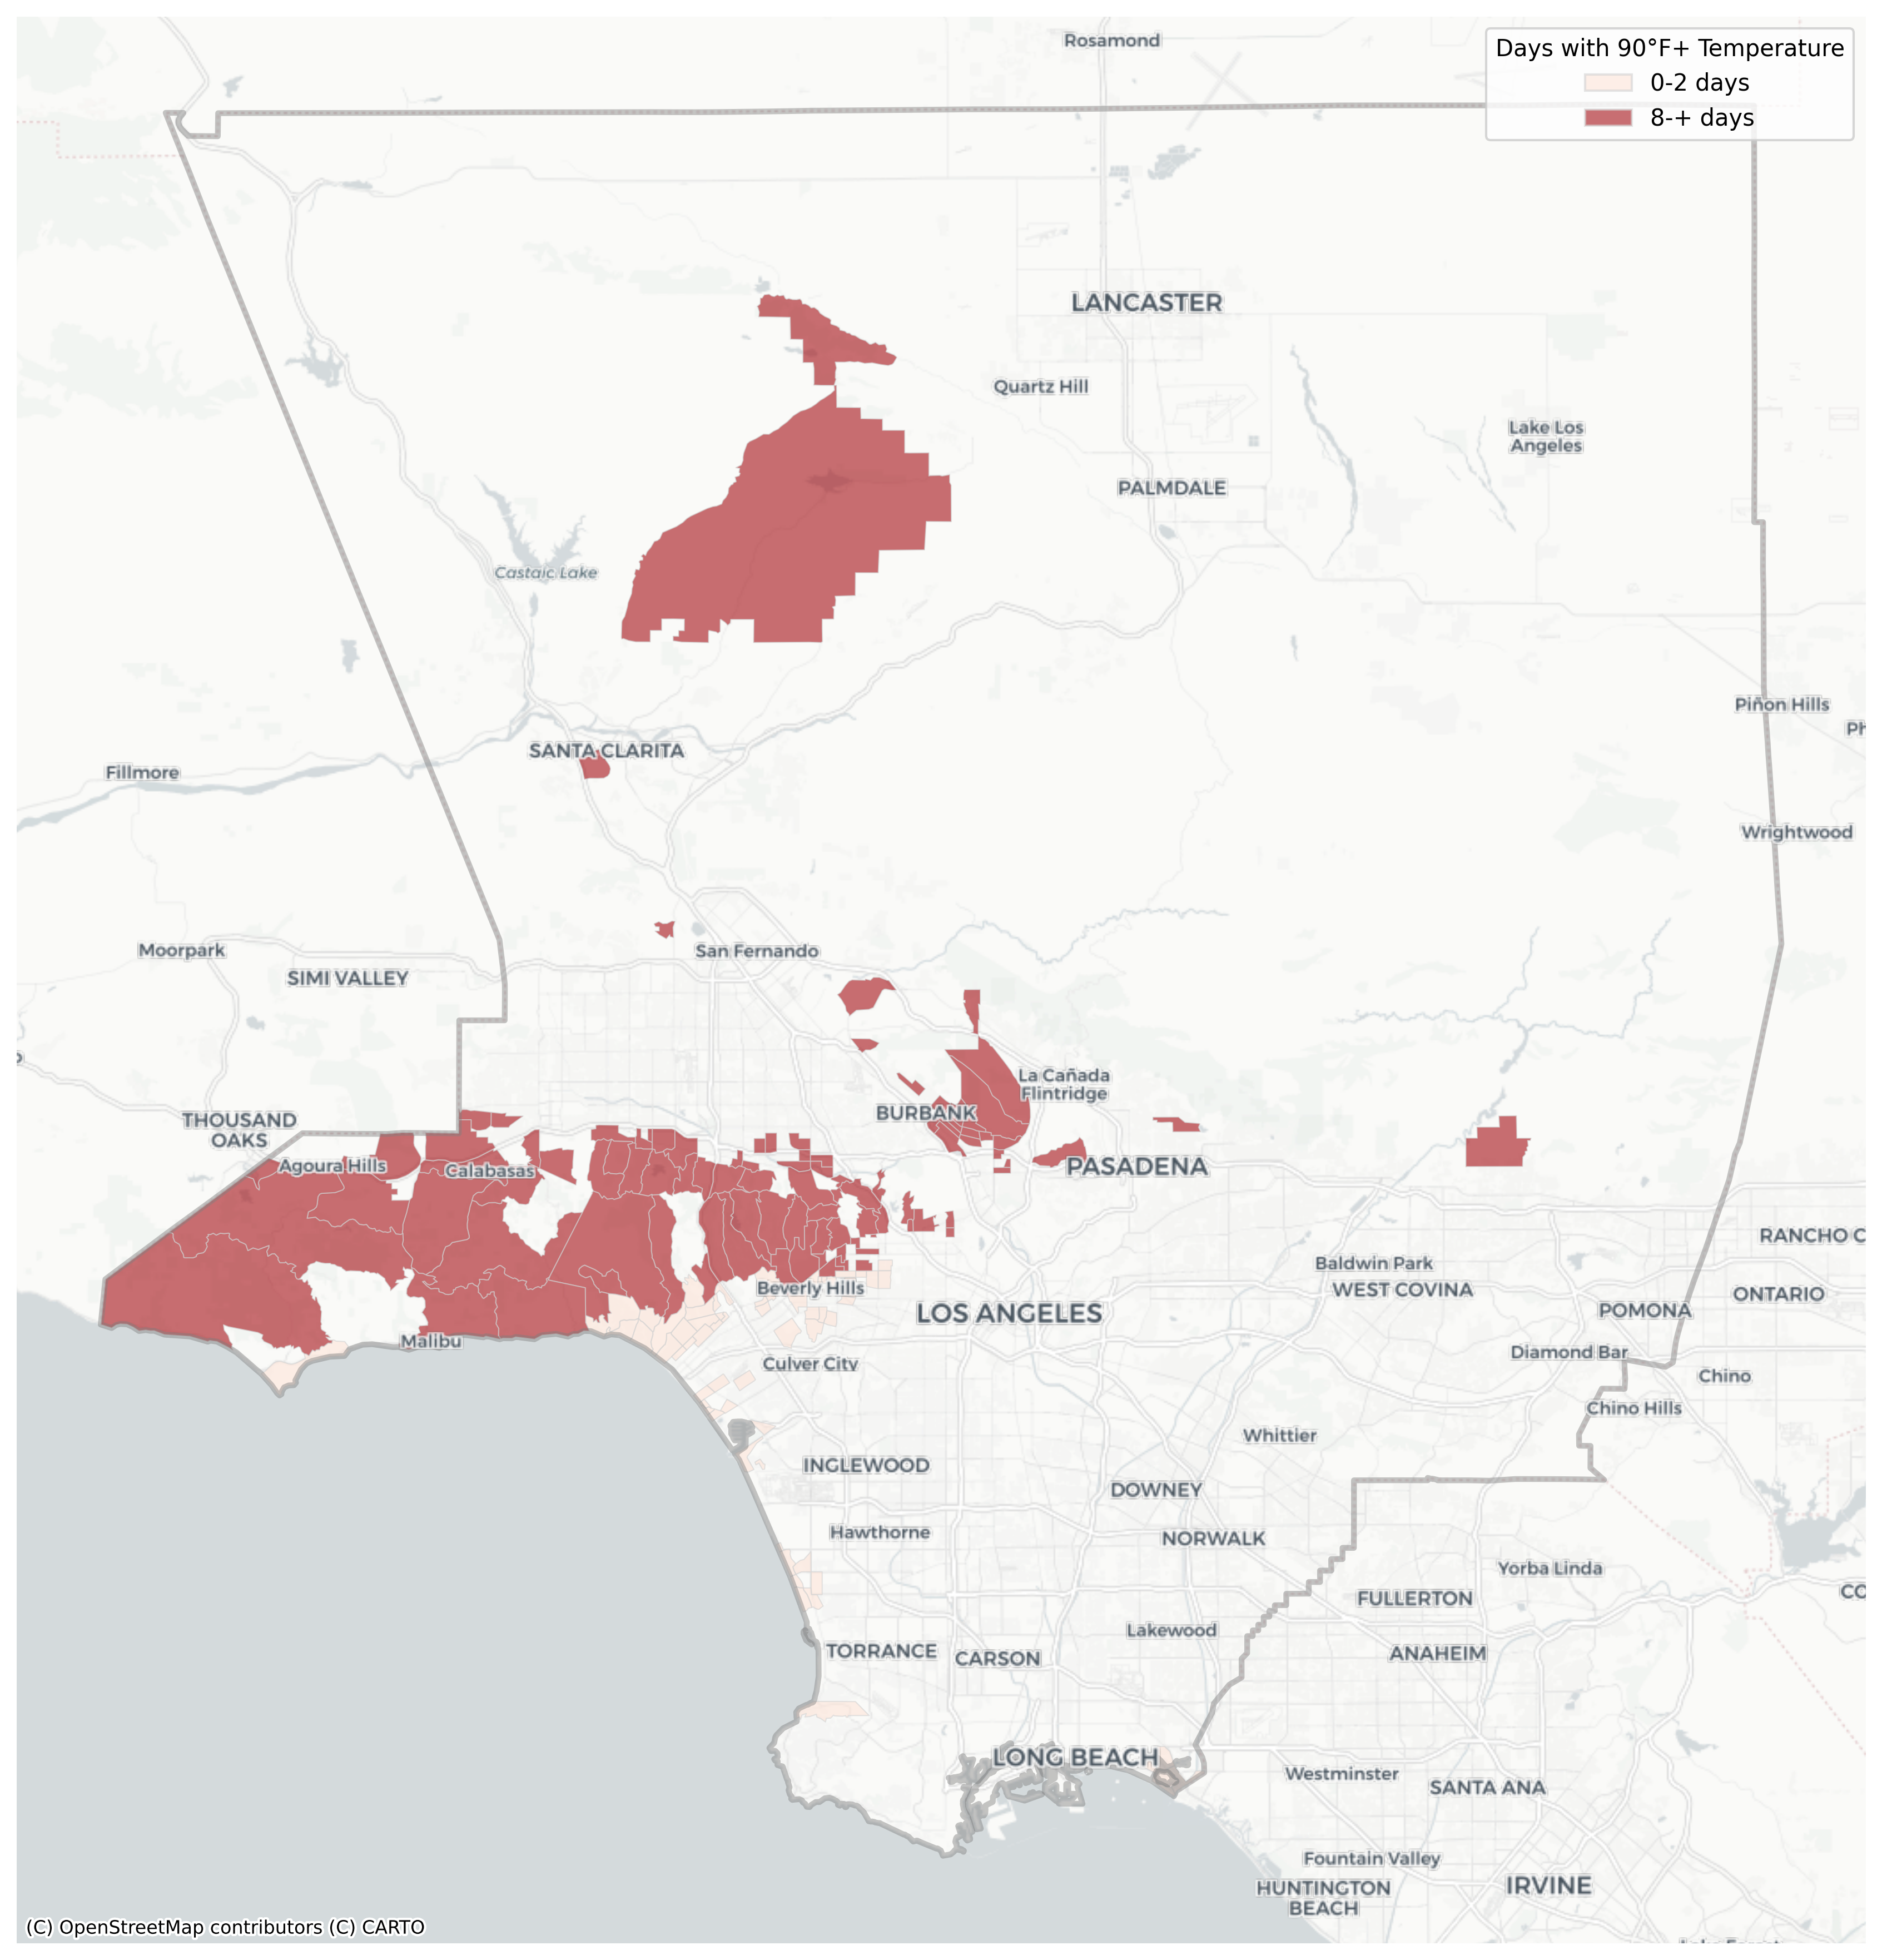 Rosamond
Days with 90°F+ Temperature
0-2 days
8-+ days
LANCASTER
Quartz Hill
Lake Los
Angeles
PALMDALE
Castaic Lake
Piñon Hills
Ph
SANTA CLARITA
Fillmore
Wrightwood
Moorpark
San Fernando
SIMI VALLEY
La Cañada
Flintridge
THOUSAND
OAKS
BURBANK
Agoura Hills
Calabasas
PASADENA
RANCHO C
Baldwin Park
Beverly Hills
WEST COVINA
ONTARIO
LOS ANGELES
POMONA
Malibu
Diamond Bar
Culver City
Chino
Chino Hills
Whittier
INGLEWOOD
DOWNEY
Hawthorne
NORWALK
Yorba Linda
CO
FULLERTON
Lakewood
TORRANCE
CARSON
ANAHEIM
LONG BEACH
Westminster
SANTA ANA
Fountain Valley
HUNTINGTON
BEACH
IRVINE
(C) OpenStreetMap contributors (C) CARTO